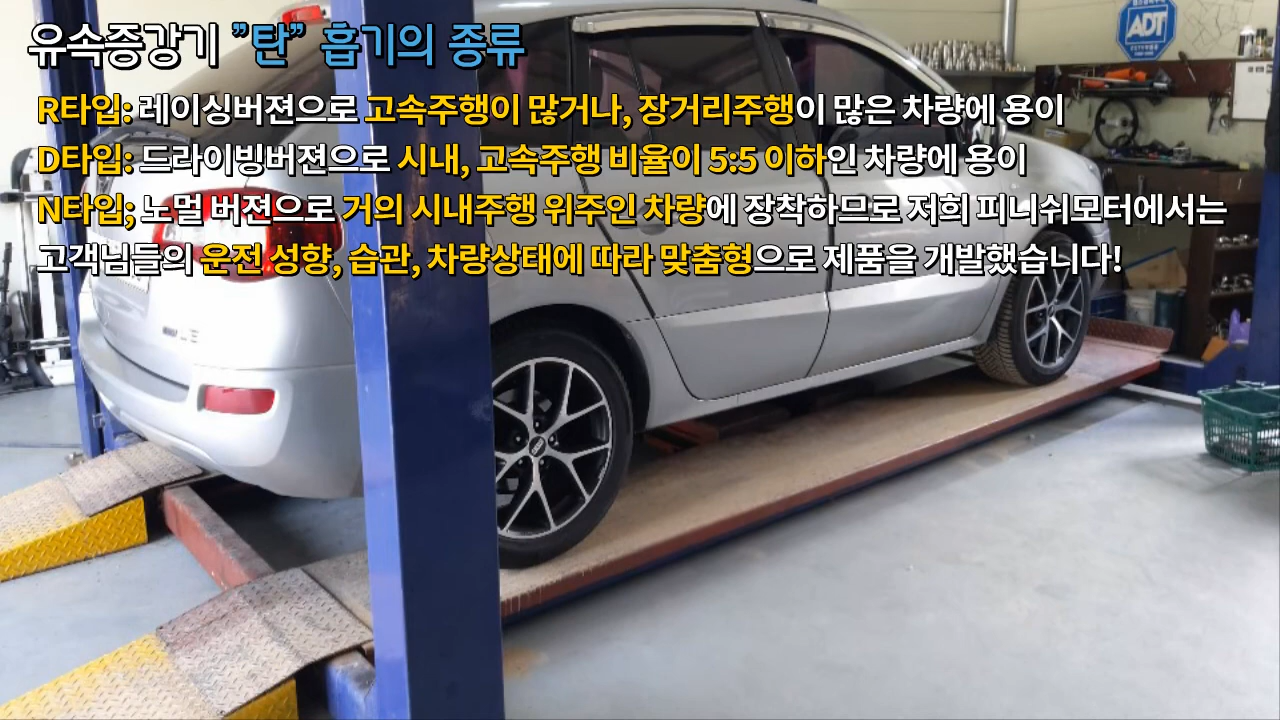 유속증강기 ”탄” 흡기의 종류
R타입: 레이싱버젼으로 고속주행이 많거나, 장거리주행이 많은 차량에 용이
D타입: 드라이빙버젼으로 시내, 고속주행 비율이 5:5 이하인 차량에 용이
N타입; 노멀 버젼으로 거의 시내주행 위주인 차량에 장착하므로 저희 피니쉬모터에서는
고객님들의 운전 성향, 습관, 차량상태에 따라 맞춤형으로 제품을 개발했습니다!
ADT